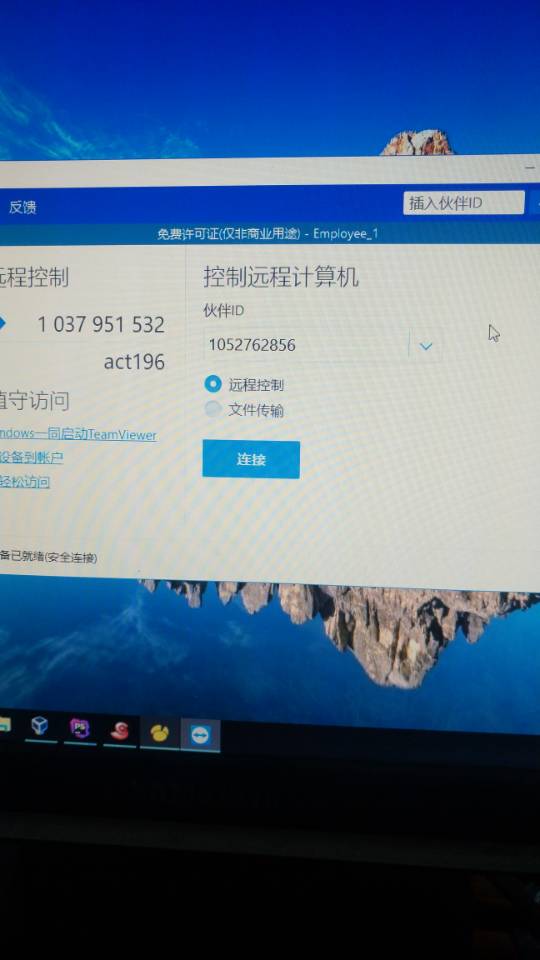 反馈
插入伙伴ID
免费许可证(仅非商业用途) - Employee_1
远程控制
1 037 951 532
act196
值守访问
ndows一同启动TeamViewer
设备到帐户
轻松访问
备已就绪(安全连接)
控制远程计算机
伙伴ID
1052762856
远程控制
文件传输
连接
PS